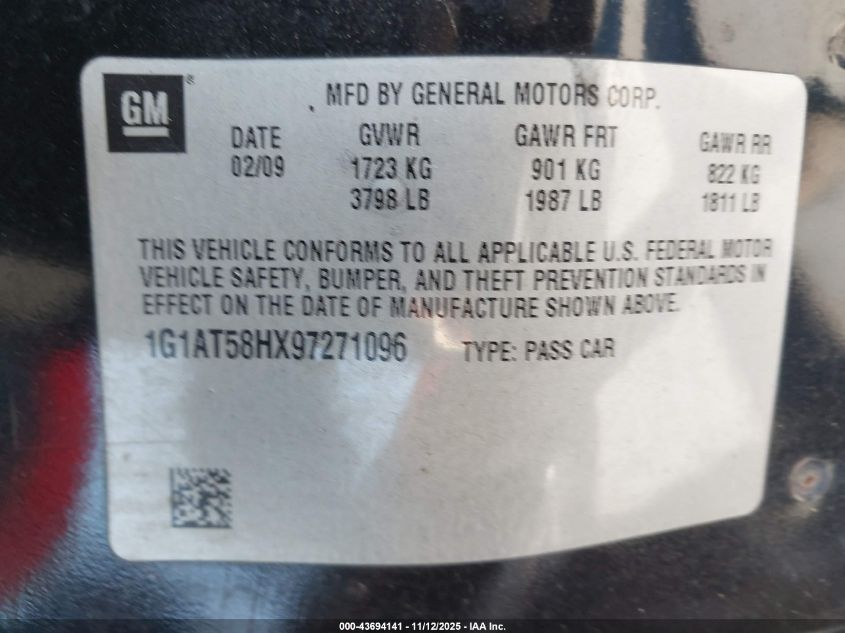 GM ®
MFD BY GENERAL MOTORS CORP.
DATE GVWR GAWR FRT GAWR RR
02/09 1723 KG 901 KG 822 KG
3798 LB 1987 LB 1811 LB
THIS VEHICLE CONFORMS TO ALL APPLICABLE U.S. FEDERAL MOTOR
VEHICLE SAFETY, BUMPER, AND THEFT PREVENTION STANDARDS IN
EFFECT ON THE DATE OF MANUFACTURE SHOWN ABOVE.
1G1AT58HX97271096 TYPE: PASS CAR
000-43694141 - 11/12/2025 - IAA Inc.